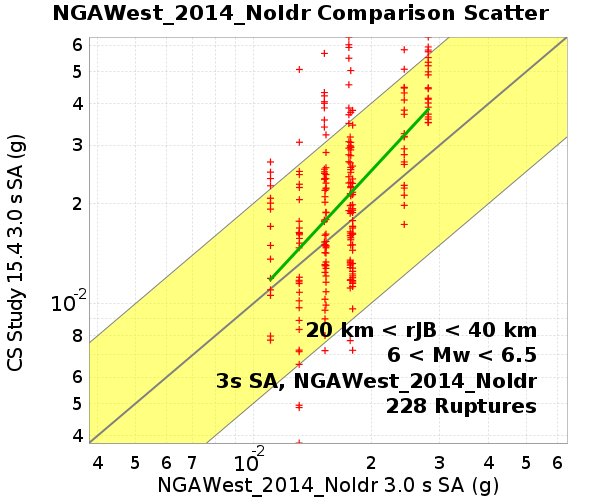 NGAWest_2014_NoIdr Comparison Scatter
6
5
4
3
2
10-2
8
6
5
4
CS Study 15.4 3.0 s SA (g)
20 km < rJB < 40 km
6 < Mw < 6.5
3s SA, NGAWest_2014_NoIdr
228 Ruptures
4 5 6 7 10-2 2 3 4 5 6
NGAWest_2014_NoIdr 3.0 s SA (g)